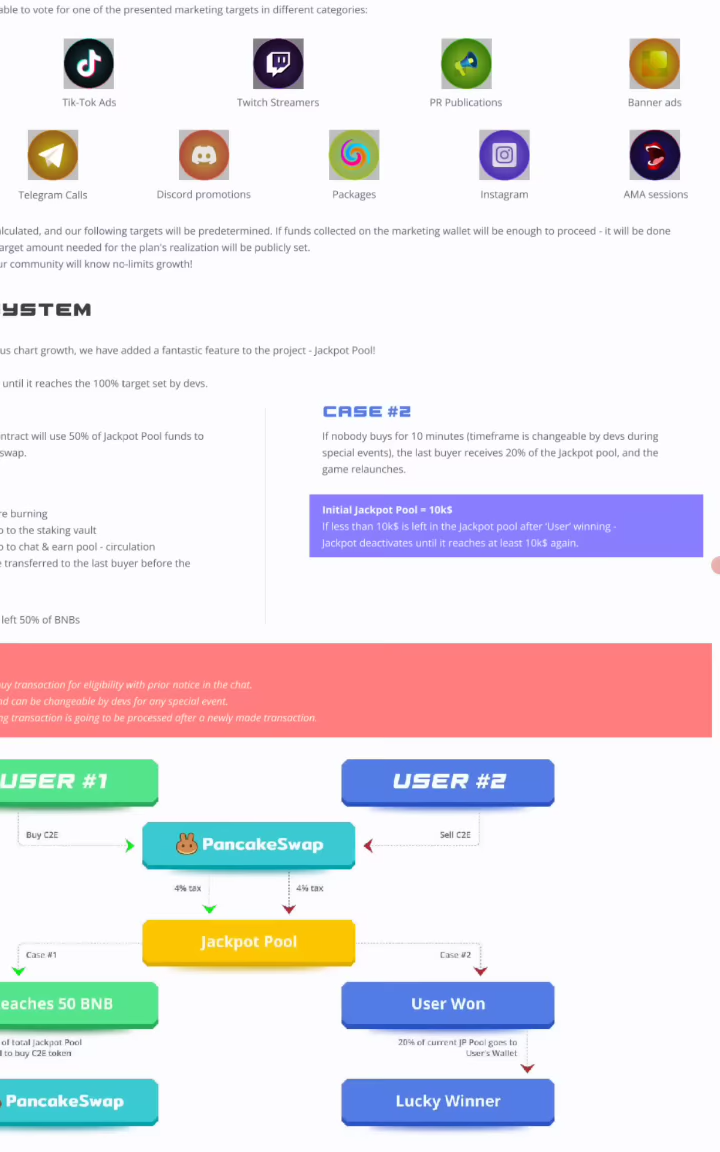 able to vote for one of the presented marketing targets in different categories:
Tik-Tok Ads
Twitch Streamers
PR Publications
Banner ads
Telegram Calls
Discord promotions
Packages
Instagram
AMA sessions
alculated, and our following targets will be predetermined. If funds collected on the marketing wallet will be enough to proceed - it will be done
arget amount needed for the plan's realization will be publicly set.
ur community will know no-limits growth!
YSTEM
us chart growth, we have added a fantastic feature to the project - Jackpot Pool!
until it reaches the 100% target set by devs.
ntract will use 50% of Jackpot Pool funds to
swap.
re burning
o to the staking vault
o to chat & earn pool - circulation
e transferred to the last buyer before the
left 50% of BNBs
CASE #2
If nobody buys for 10 minutes (timeframe is changeable by devs during
special events), the last buyer receives 20% of the Jackpot pool, and the
game relaunches.
Initial Jackpot Pool = 10k$
If less than 10k$ is left in the Jackpot pool after 'User' winning -
Jackpot deactivates until it reaches at least 10k$ again.
uy transaction for eligibility with prior notice in the chat.
nd can be changeable by devs for any special event.
ng transaction is going to be processed after a newly made transaction.
USER #1
USER #2
Buy C2E
Sell C2E
PancakeSwap
4% tax
4% tax
Jackpot Pool
Case #1
Case #2
eaches 50 BNB
User Won
of total Jackpot Pool
d to buy C2E token
20% of current JP Pool goes to
User's Wallet
PancakeSwap
Lucky Winner